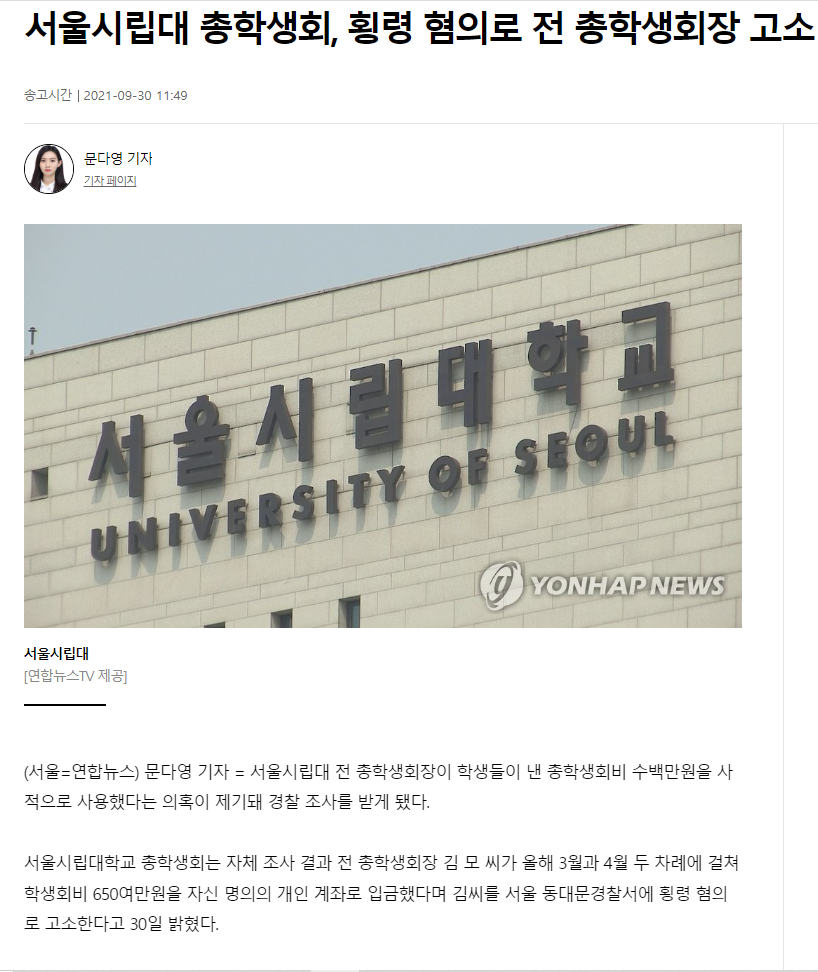 서울시립대 총학생회, 횡령 혐의로 전 총학생회장 고소
송고시간 | 2021-09-30 11:49
문다영 기자
기자 페이지
서울시립대학교
UNIVERSITY OF SEOUL
YONHAP NEWS
서울시립대
[연합뉴스TV 제공]
(서울=연합뉴스) 문다영 기자 = 서울시립대 전 총학생회장이 학생들이 낸 총학생회비 수백만원을 사
적으로 사용했다는 의혹이 제기돼 경찰 조사를 받게 됐다.
서울시립대학교 총학생회는 자체 조사 결과 전 총학생회장 김 모 씨가 올해 3월과 4월 두 차례에 걸쳐
학생회비 650여만원을 자신 명의의 개인 계좌로 입금했다며 김씨를 서울 동대문경찰서에 횡령 혐의
로 고소한다고 30일 밝혔다.